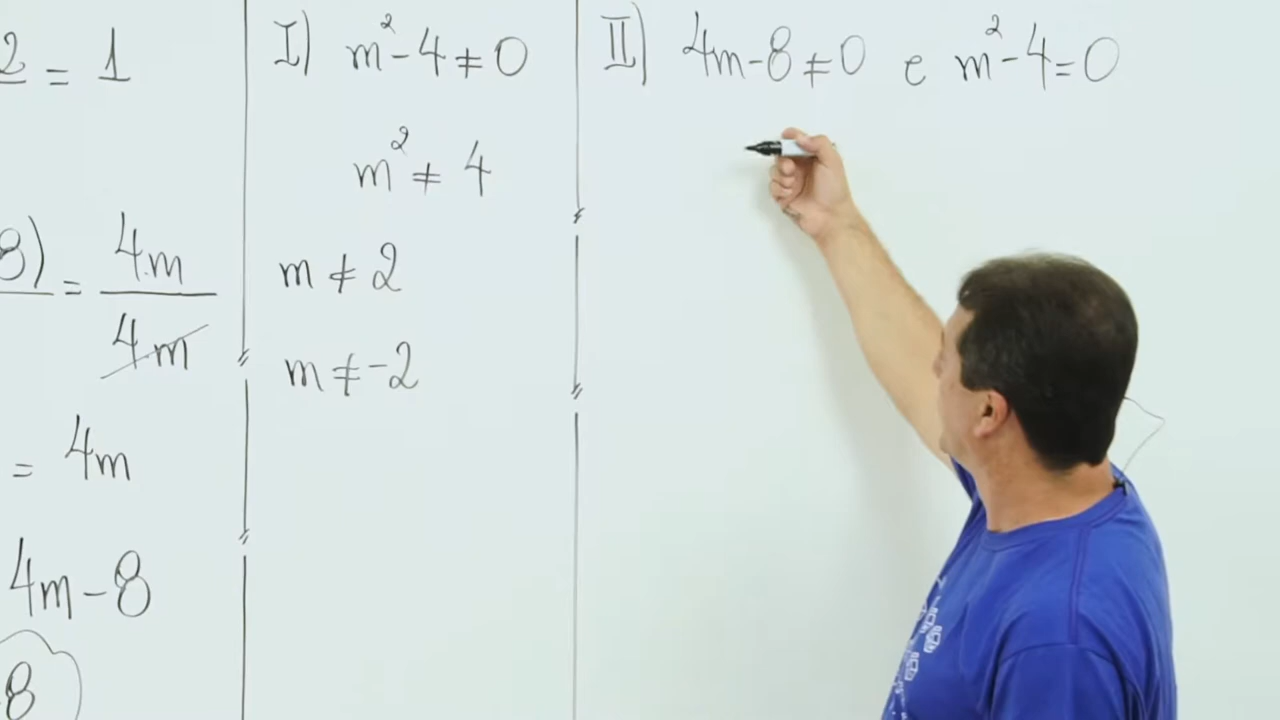 2 = 1
8) = 4m
4m
= 4m
4m-8
8
I) m²-4≠0
m²≠4
m≠2
m≠-2
II) 4m-8≠0 e m²-4=0